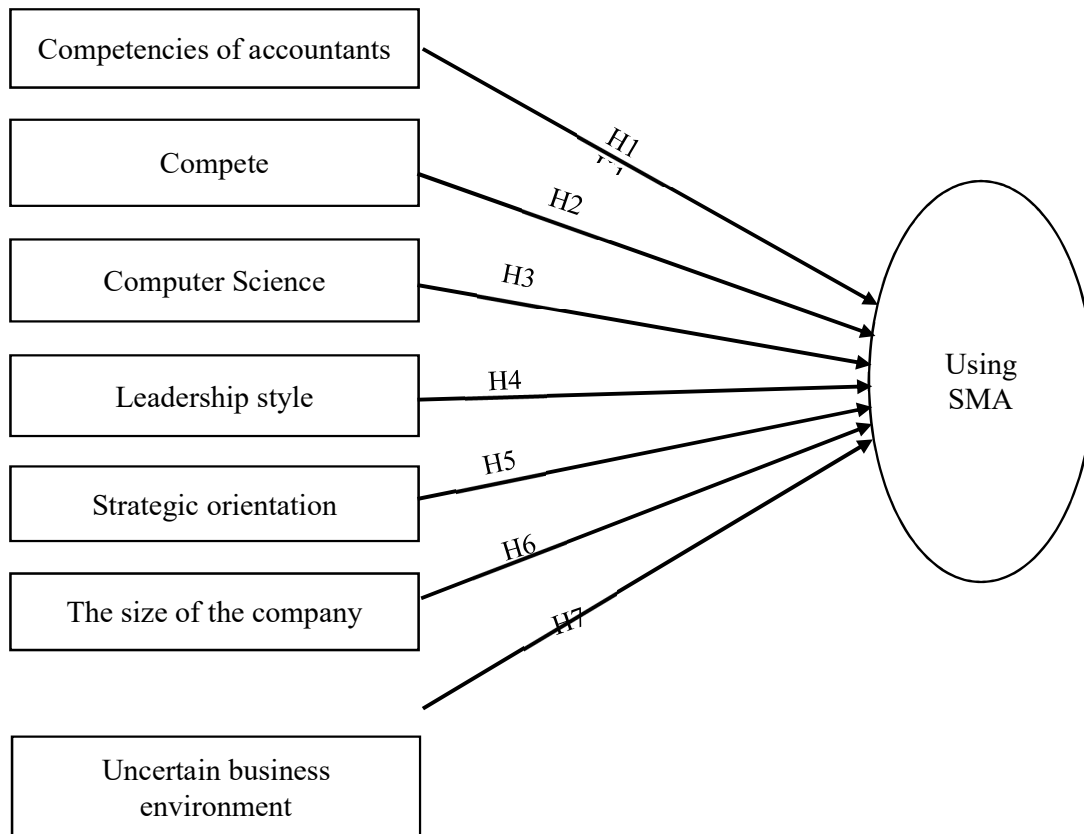 Competencies of accountants
H1
Compete
H2
Computer Science
H3
Leadership style
H4
Using
SMA
Strategic orientation
H5
The size of the company
H6
H7
Uncertain business
environment